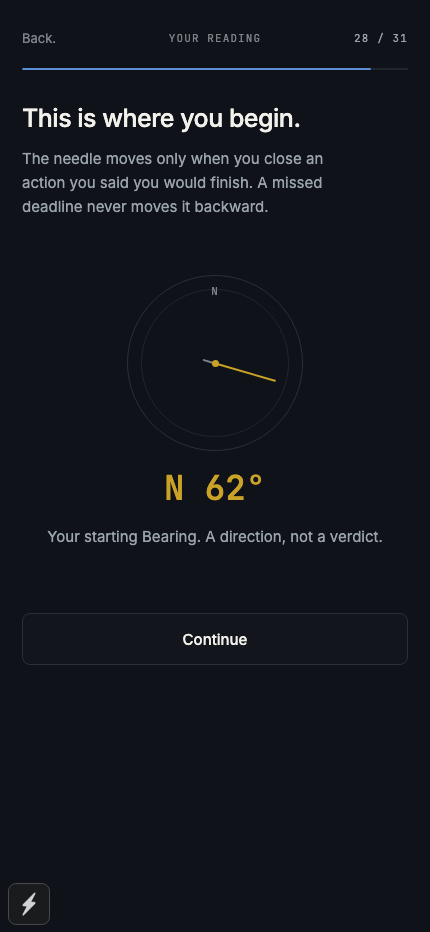 Back.
YOUR READING
28 / 31
This is where you begin.
The needle moves only when you close an
action you said you would finish. A missed
deadline never moves it backward.
N
N 62°
Your starting Bearing. A direction, not a verdict.
Continue